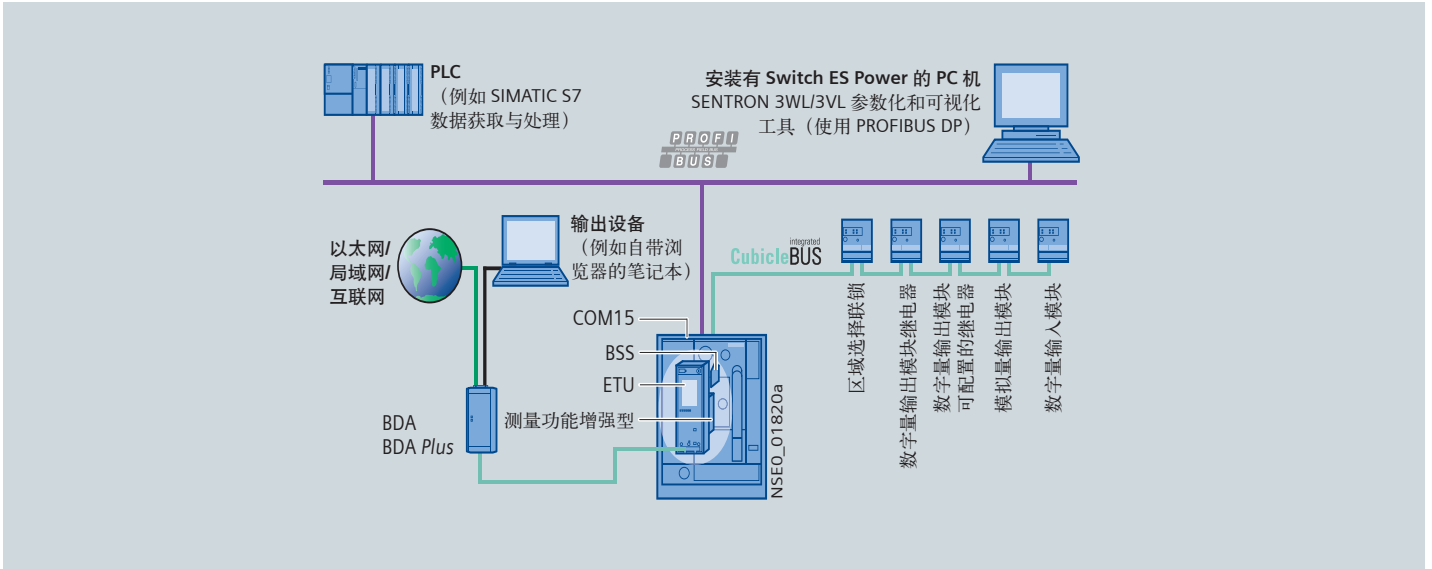 PLC
（例如 SIMATIC S7
数据获取与处理）
安装有 Switch ES Power 的 PC 机
SENTRON 3WL/3VL 参数化和可视化
工具（使用 PROFIBUS DP）
PROFI
PROCESS FIELD BUS
BUS
以太网/
局域网/
互联网
输出设备
（例如自带浏
览器的笔记本）
integrated
CubicleBUS
COM15
BSS
ETU
测量功能增强型
BDA
BDA Plus
NSE0_01820a
区域选择联锁
数字量输出模块继电器
数字量输出模块
可配置的继电器
模拟量输出模块
数字量输入模块